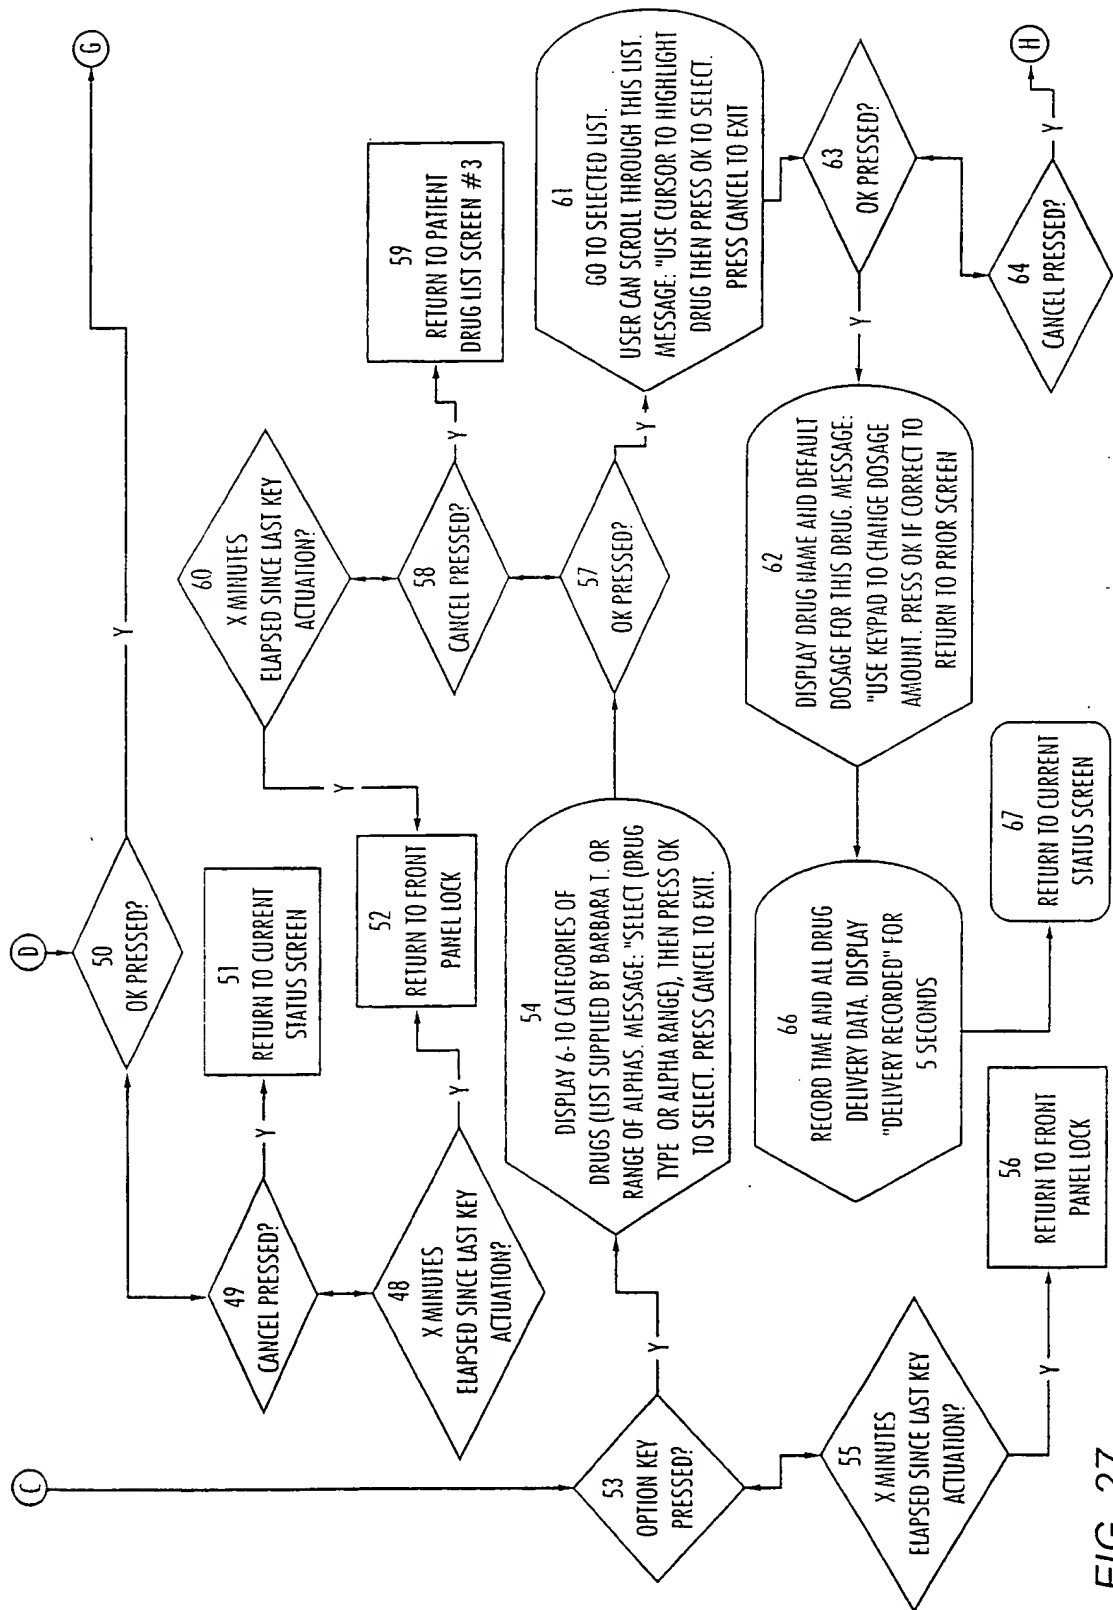 C
D
G
50
OK PRESSED?
Y
49
CANCEL PRESSED?
Y
51
RETURN TO CURRENT
STATUS SCREEN
48
X MINUTES
ELAPSED SINCE LAST KEY
ACTUATION?
Y
52
RETURN TO FRONT
PANEL LOCK
Y
60
X MINUTES
ELAPSED SINCE LAST KEY
ACTUATION?
58
CANCEL PRESSED?
Y
59
RETURN TO PATIENT
DRUG LIST SCREEN #3
53
OPTION KEY
PRESSED?
Y
54
DISPLAY 6-10 CATEGORIES OF
DRUGS (LIST SUPPLIED BY BARBARA T. OR
RANGE OF ALPHAS. MESSAGE: "SELECT (DRUG
TYPE OR ALPHA RANGE), THEN PRESS OK
TO SELECT. PRESS CANCEL TO EXIT.
57
OK PRESSED?
Y
61
GO TO SELECTED LIST.
USER CAN SCROLL THROUGH THIS LIST.
MESSAGE: "USE CURSOR TO HIGHLIGHT
DRUG THEN PRESS OK TO SELECT.
PRESS CANCEL TO EXIT
55
X MINUTES
ELAPSED SINCE LAST KEY
ACTUATION?
Y
56
RETURN TO FRONT
PANEL LOCK
66
RECORD TIME AND ALL DRUG
DELIVERY DATA. DISPLAY
"DELIVERY RECORDED" FOR
5 SECONDS
67
RETURN TO CURRENT
STATUS SCREEN
62
DISPLAY DRUG NAME AND DEFAULT
DOSAGE FOR THIS DRUG. MESSAGE:
"USE KEYPAD TO CHANGE DOSAGE
AMOUNT. PRESS OK IF CORRECT TO
RETURN TO PRIOR SCREEN
Y
63
OK PRESSED?
64
CANCEL PRESSED?
Y
H
FIG. 27